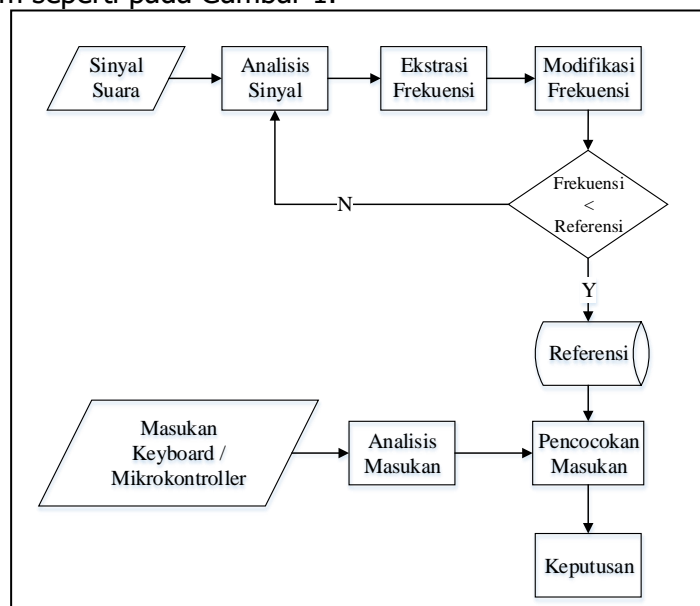 seperti pada Gambar 1.
Sinyal
Suara
Analisis
Sinyal
Ekstrasi
Frekuensi
Modifikasi
Frekuensi
Frekuensi
<
Referensi
N
Y
Referensi
Masukan
Keyboard /
Mikrokontroller
Analisis
Masukan
Pencocokan
Masukan
Keputusan